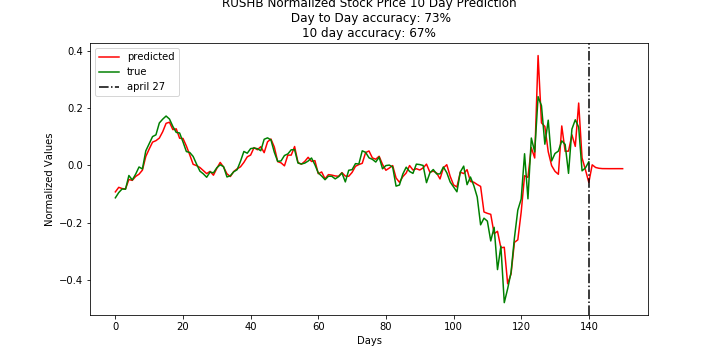 RUSHB Normalized Stock Price 10 Day Prediction
Day to Day accuracy: 73%
10 day accuracy: 67%
predicted
true
april 27
0.4
0.2
0.0
−0.2
−0.4
Normalized Values
0
20
40
60
80
100
120
140
Days